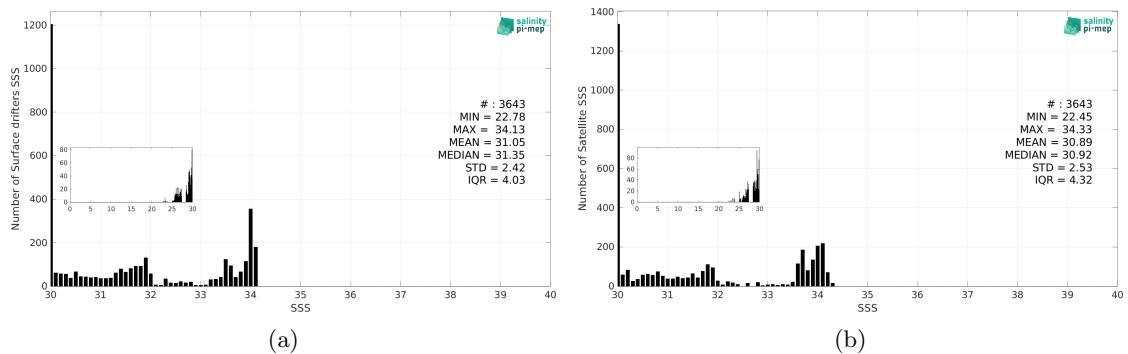 1200
1000
800
600
400
200
0
Number of Surface drifters SSS
salinity
pi-mep
# : 3643
MIN = 22.78
MAX = 34.13
MEAN = 31.05
MEDIAN = 31.35
STD = 2.42
IQR = 4.03
80
60
40
20
0
0 5 10 15 20 25 30
30 31 32 33 34 35 36 37 38 39 40
SSS
(a)
1400
1200
1000
800
600
400
200
0
Number of Satellite SSS
salinity
pi-mep
# : 3643
MIN = 22.45
MAX = 34.33
MEAN = 30.89
MEDIAN = 30.92
STD = 2.53
IQR = 4.32
80
60
40
20
0
0 5 10 15 20 25 30
30 31 32 33 34 35 36 37 38 39 40
SSS
(b)